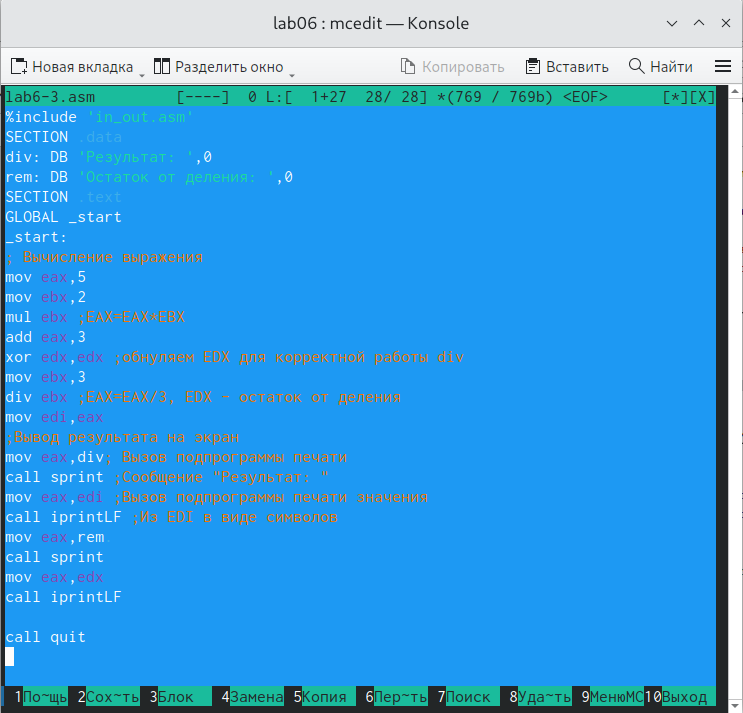 lab06 : mcedit — Konsole
Новая вкладка Разделить окно Копировать Вставить Найти
lab6-3.asm [----] 0 L:[ 1+27 28/ 28] *(769 / 769b) <EOF> [*][X]
%include 'in_out.asm'
SECTION .data
div: DB 'Результат: ',0
rem: DB 'Остаток от деления: ',0
SECTION .text
GLOBAL _start
_start:
; Вычисление выражения
mov eax,5
mov ebx,2
mul ebx ;EAX=EAX*EBX
add eax,3
xor edx,edx ;обнуляем EDX для корректной работы div
mov ebx,3
div ebx ;EAX=EAX/3, EDX - остаток от деления
mov edi,eax
;Вывод результата на экран
mov eax,div; Вызов подпрограммы печати
call sprint ;Сообщение "Результат: "
mov eax,edi ;Вызов подпрограммы печати значения
call iprintLF ;Из EDI в виде символов
mov eax,rem
call sprint
mov eax,edx
call iprintLF
call quit
1По~щь 2Сох~ть 3Блок 4Замена 5Копия 6Пер~ть 7Поиск 8Уда~ть 9МенюМС 10Выход